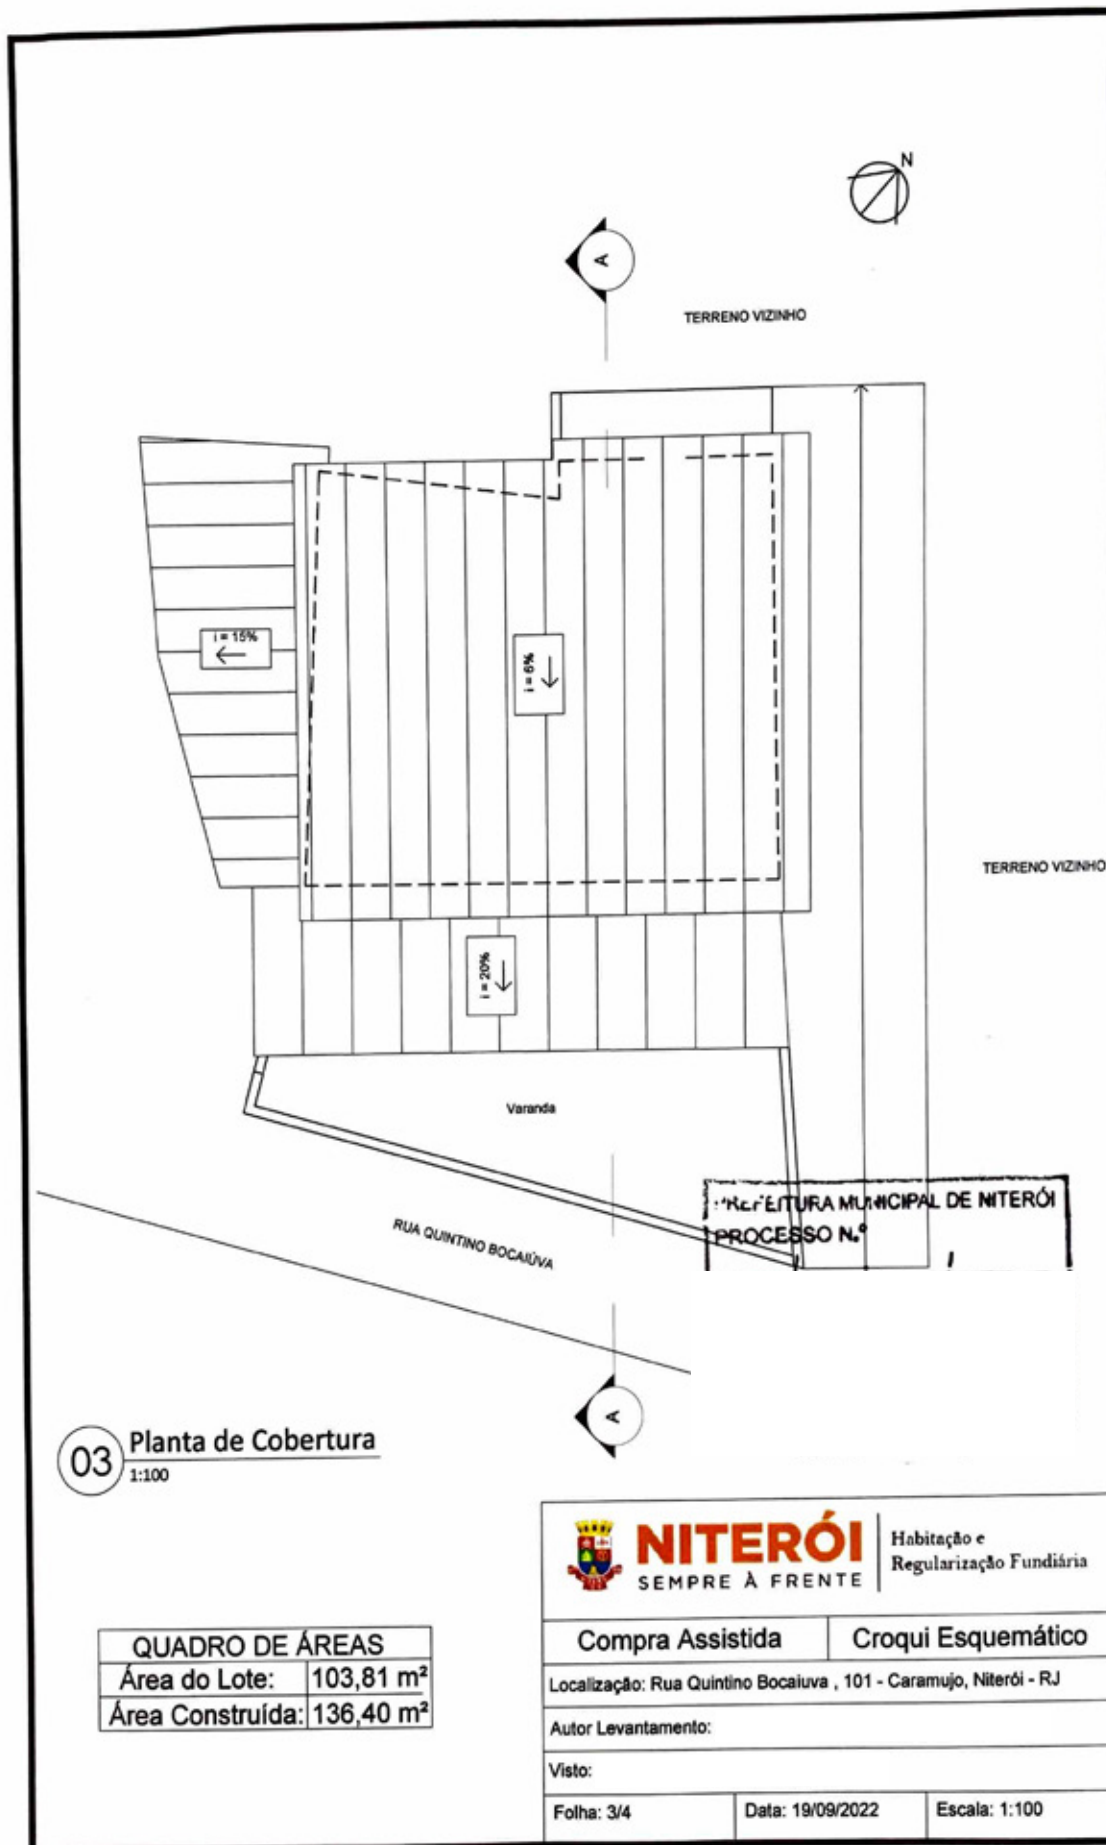 N
A
TERRENO VIZINHO
i = 15%
i = 6%
TERRENO VIZINHO
i = 20%
Varanda
PREFEITURA MUNICIPAL DE NITERÓI
PROCESSO N.º
RUA QUINTINO BOCAIÚVA
A
03 Planta de Cobertura
1:100
NITERÓI
SEMPRE À FRENTE
Habitação e
Regularização Fundiária
QUADRO DE ÁREAS
Área do Lote: 103,81 m²
Área Construída: 136,40 m²
Compra Assistida Croqui Esquemático
Localização: Rua Quintino Bocaiuva , 101 - Caramujo, Niterói - RJ
Autor Levantamento:
Visto:
Folha: 3/4 Data: 19/09/2022 Escala: 1:100